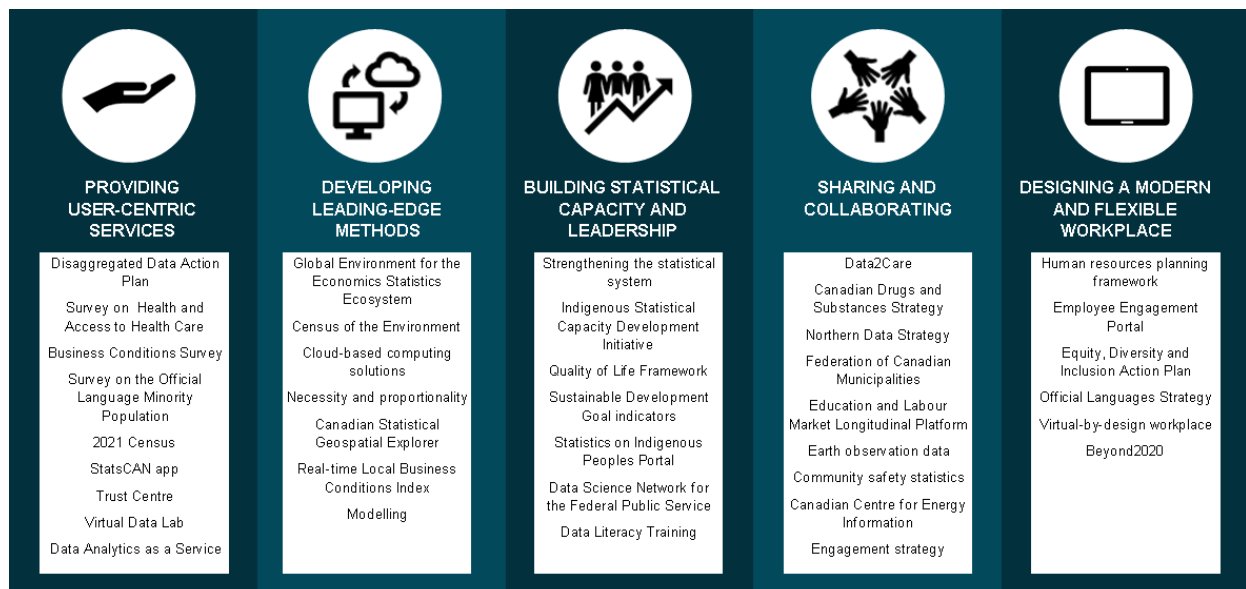 PROVIDING
USER-CENTRIC
SERVICES
Disaggregated Data Action
Plan
Survey on Health and
Access to Health Care
Business Conditions Survey
Survey on the Official
Language Minority
Population
2021 Census
StatsCAN app
Trust Centre
Virtual Data Lab
Data Analytics as a Service
DEVELOPING
LEADING-EDGE
METHODS
Global Environment for the
Economics Statistics
Ecosystem
Census of the Environment
Cloud-based computing
solutions
Necessity and proportionality
Canadian Statistical
Geospatial Explorer
Real-time Local Business
Conditions Index
Modelling
BUILDING STATISTICAL
CAPACITY AND
LEADERSHIP
Strengthening the statistical
system
Indigenous Statistical
Capacity Development
Initiative
Quality of Life Framework
Sustainable Development
Goal indicators
Statistics on Indigenous
Peoples Portal
Data Science Network for
the Federal Public Service
Data Literacy Training
SHARING AND
COLLABORATING
Data2Care
Canadian Drugs and
Substances Strategy
Northern Data Strategy
Federation of Canadian
Municipalities
Education and Labour
Market Longitudinal Platform
Earth observation data
Community safety statistics
Canadian Centre for Energy
Information
Engagement strategy
DESIGNING A MODERN
AND FLEXIBLE
WORKPLACE
Human resources planning
framework
Employee Engagement
Portal
Equity, Diversity and
Inclusion Action Plan
Official Languages Strategy
Virtual-by-design workplace
Beyond2020